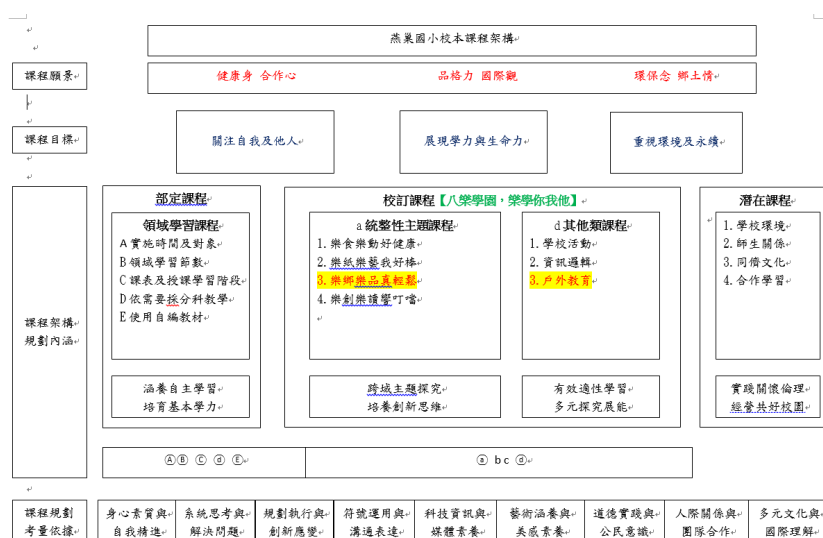 燕巢國小校本課程架構
課程願景
健康身 合作心 品格力 國際觀 環保念 鄉土情
課程目標
關注自我及他人
展現學力與生命力
重視環境及永續
課程架構
規劃內涵
部定課程
領域學習課程
A 實施時間及對象
B 領域學習節數
C 課表及授課學習階段
D 依需要採分科教學
E 使用自編教材
涵養自主學習
培育基本學力
校訂課程【八樂學園，樂學你我他】
a 統整性主題課程
1. 樂食樂動好健康
2. 樂紙樂藝我好棒
3. 樂鄉樂品真輕鬆
4. 樂創樂讀響叮噹
跨域主題探究
培養創新思維
d 其他類課程
1. 學校活動
2. 資訊邏輯
3. 戶外教育
有效適性學習
多元探究展能
潛在課程
1. 學校環境
2. 師生關係
3. 同儕文化
4. 合作學習
實踐關懷倫理
經營共好校園
ⒶⒷ Ⓒ ⓓ Ⓔ
ⓐ b c ⓓ
課程規劃
考量依據
身心素質與
自我精進
系統思考與
解決問題
規劃執行與
創新應變
符號運用與
溝通表達
科技資訊與
媒體素養
藝術涵養與
美感素養
道德實踐與
公民意識
人際關係與
團隊合作
多元文化與
國際理解